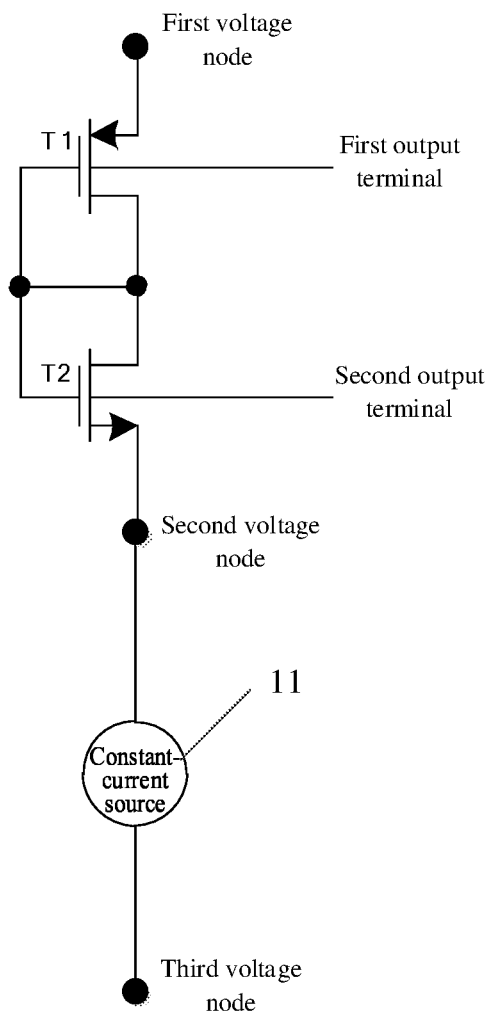 First voltage
node
T1
First output
terminal
T2
Second output
terminal
Second voltage
node
11
Constant-
current
source
Third voltage
node